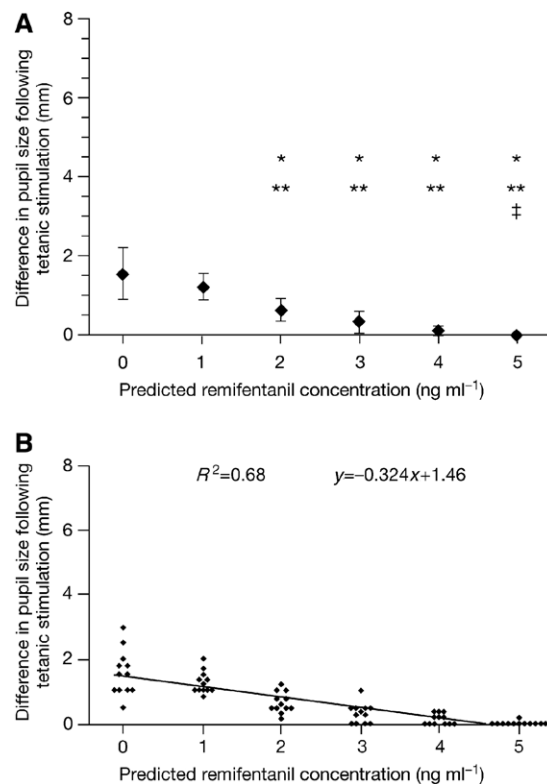 A
Difference in pupil size following
tetanic stimulation (mm)
8
6
4
2
0
* * * *
** ** ** **
‡
0 1 2 3 4 5
Predicted remifentanil concentration (ng ml⁻¹)
B
Difference in pupil size following
tetanic stimulation (mm)
8
6
4
2
0
R²=0.68 y=−0.324x+1.46
0 1 2 3 4 5
Predicted remifentanil concentration (ng ml⁻¹)